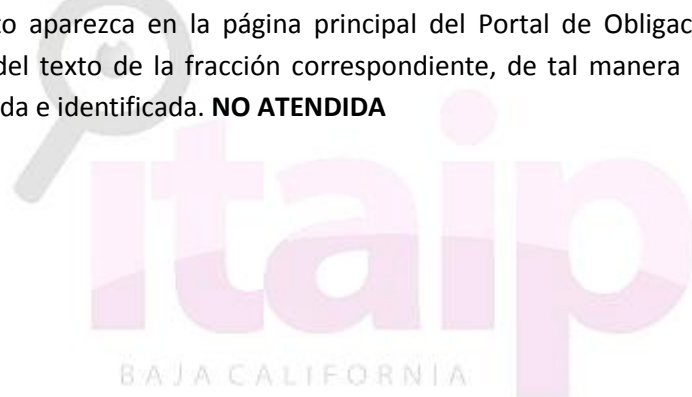 to aparezca en la página principal del Portal de Obligac
del texto de la fracción correspondiente, de tal manera
da e identificada. NO ATENDIDA
itaip
BAJA CALIFORNIA